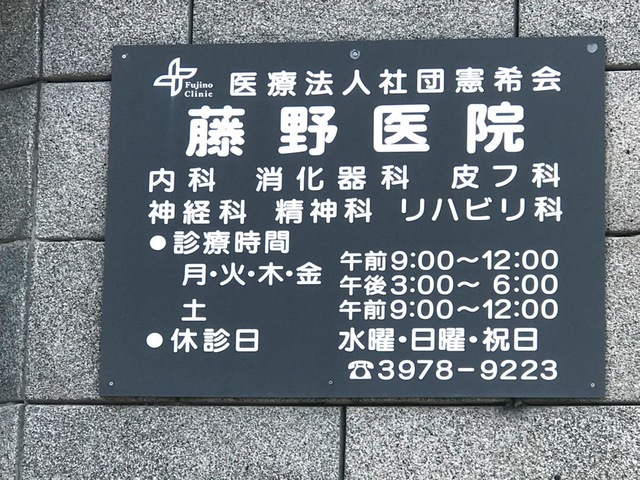 Fujino
Clinic
医療法人社団憲希会
藤野医院
内科 消化器科 皮フ科
神経科 精神科 リハビリ科
●診療時間
月・火・木・金 午前9:00〜12:00
午後3:00〜6:00
土 午前9:00〜12:00
●休診日 水曜・日曜・祝日
☎3978-9223